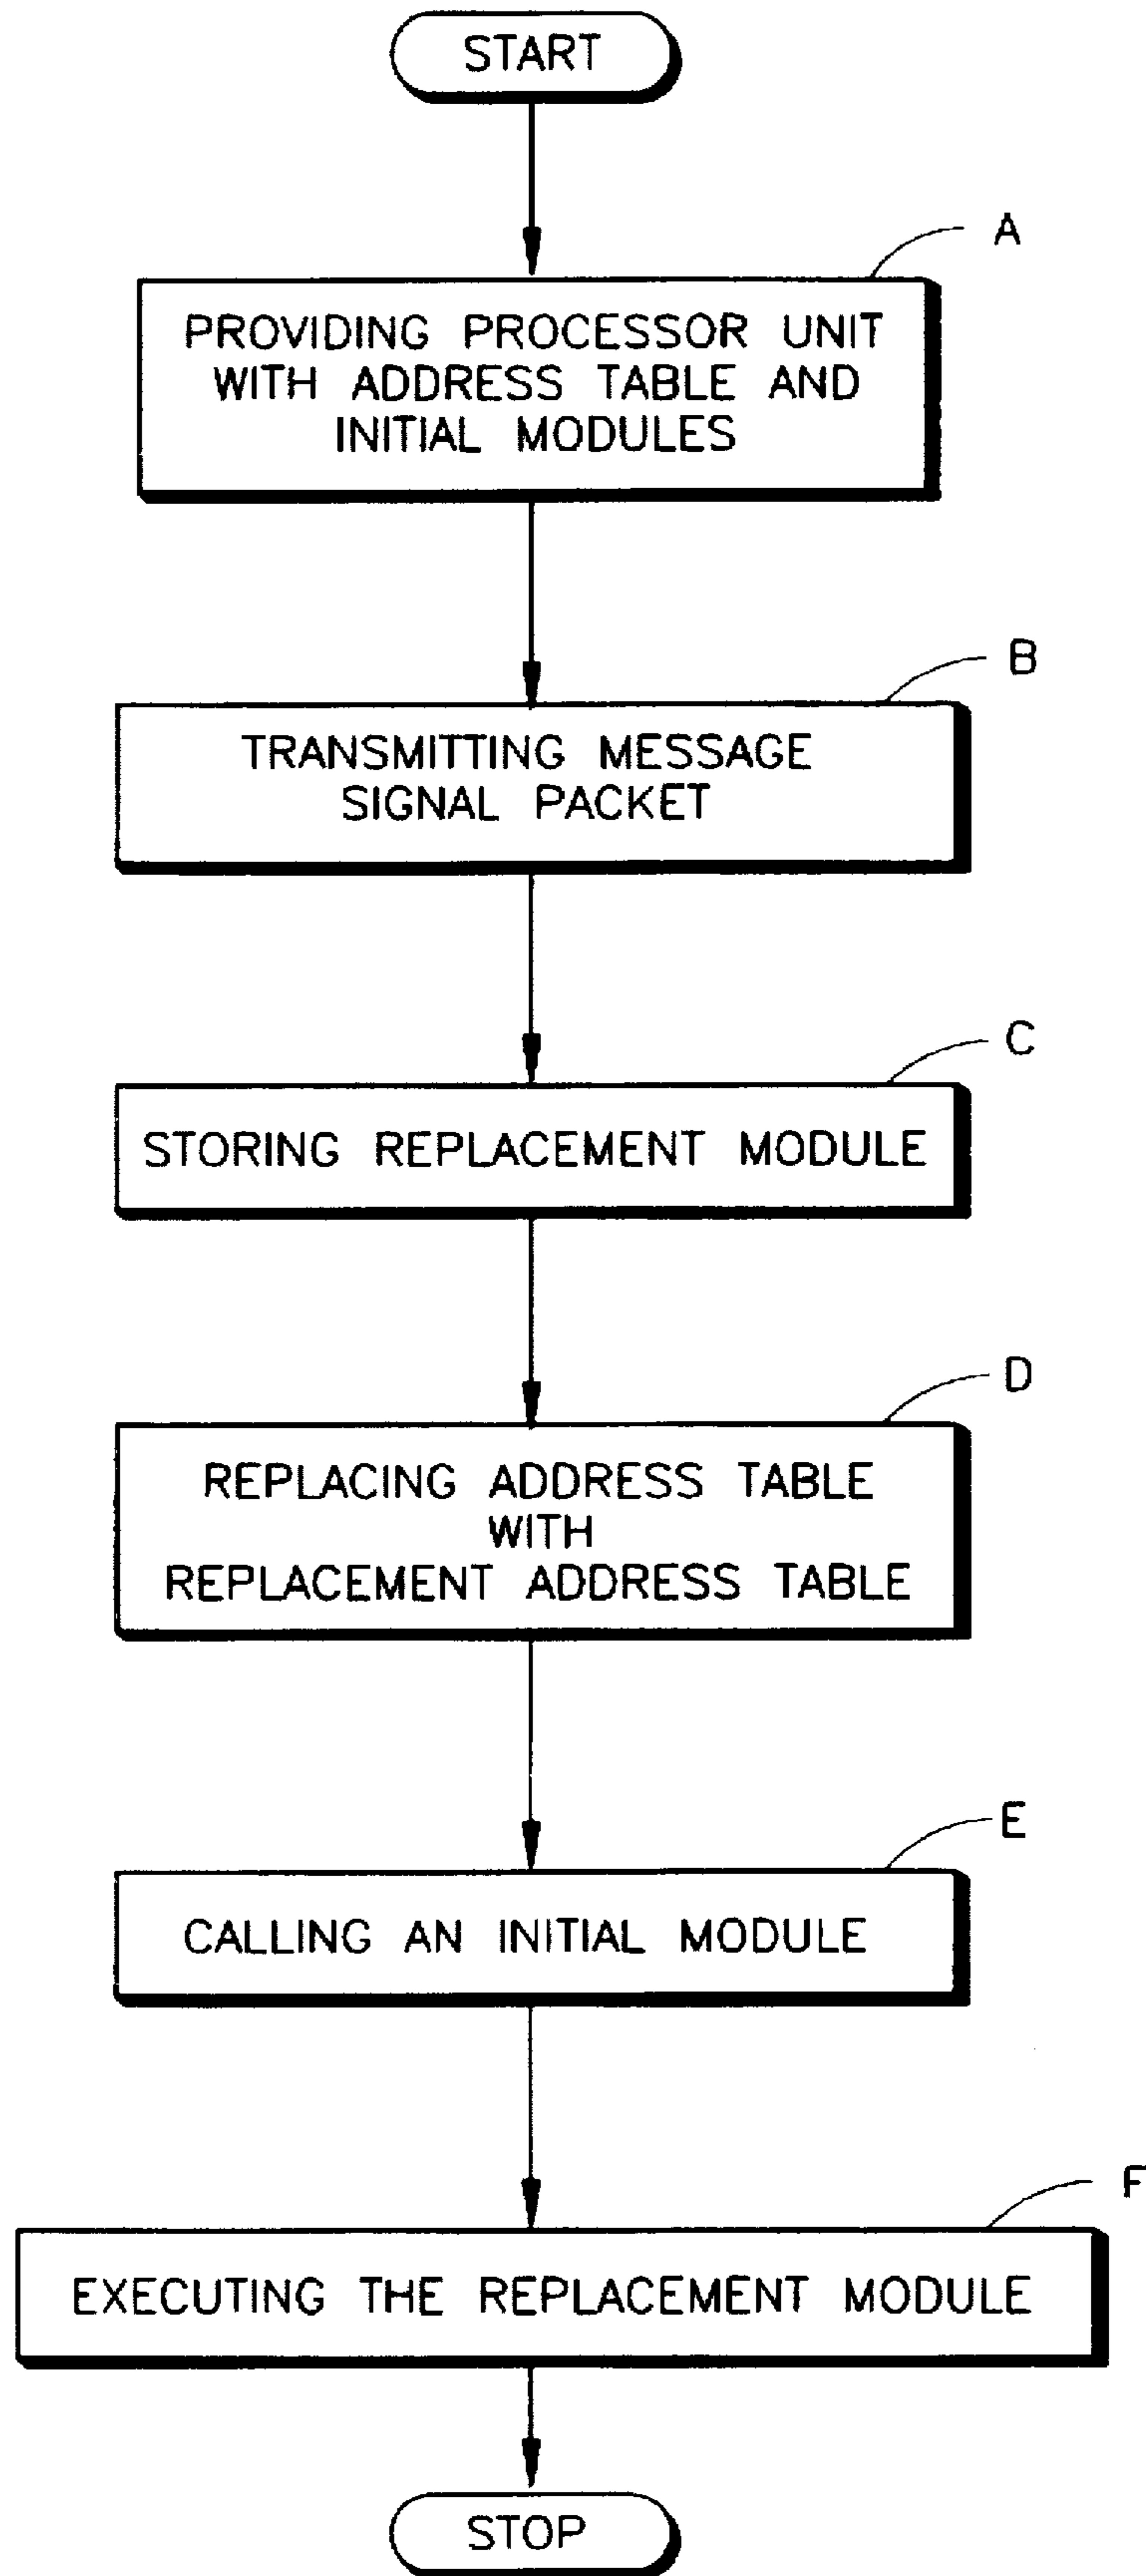 START
A
PROVIDING PROCESSOR UNIT
WITH ADDRESS TABLE AND
INITIAL MODULES
B
TRANSMITTING MESSAGE
SIGNAL PACKET
C
STORING REPLACEMENT MODULE
D
REPLACING ADDRESS TABLE
WITH
REPLACEMENT ADDRESS TABLE
E
CALLING AN INITIAL MODULE
F
EXECUTING THE REPLACEMENT MODULE
STOP